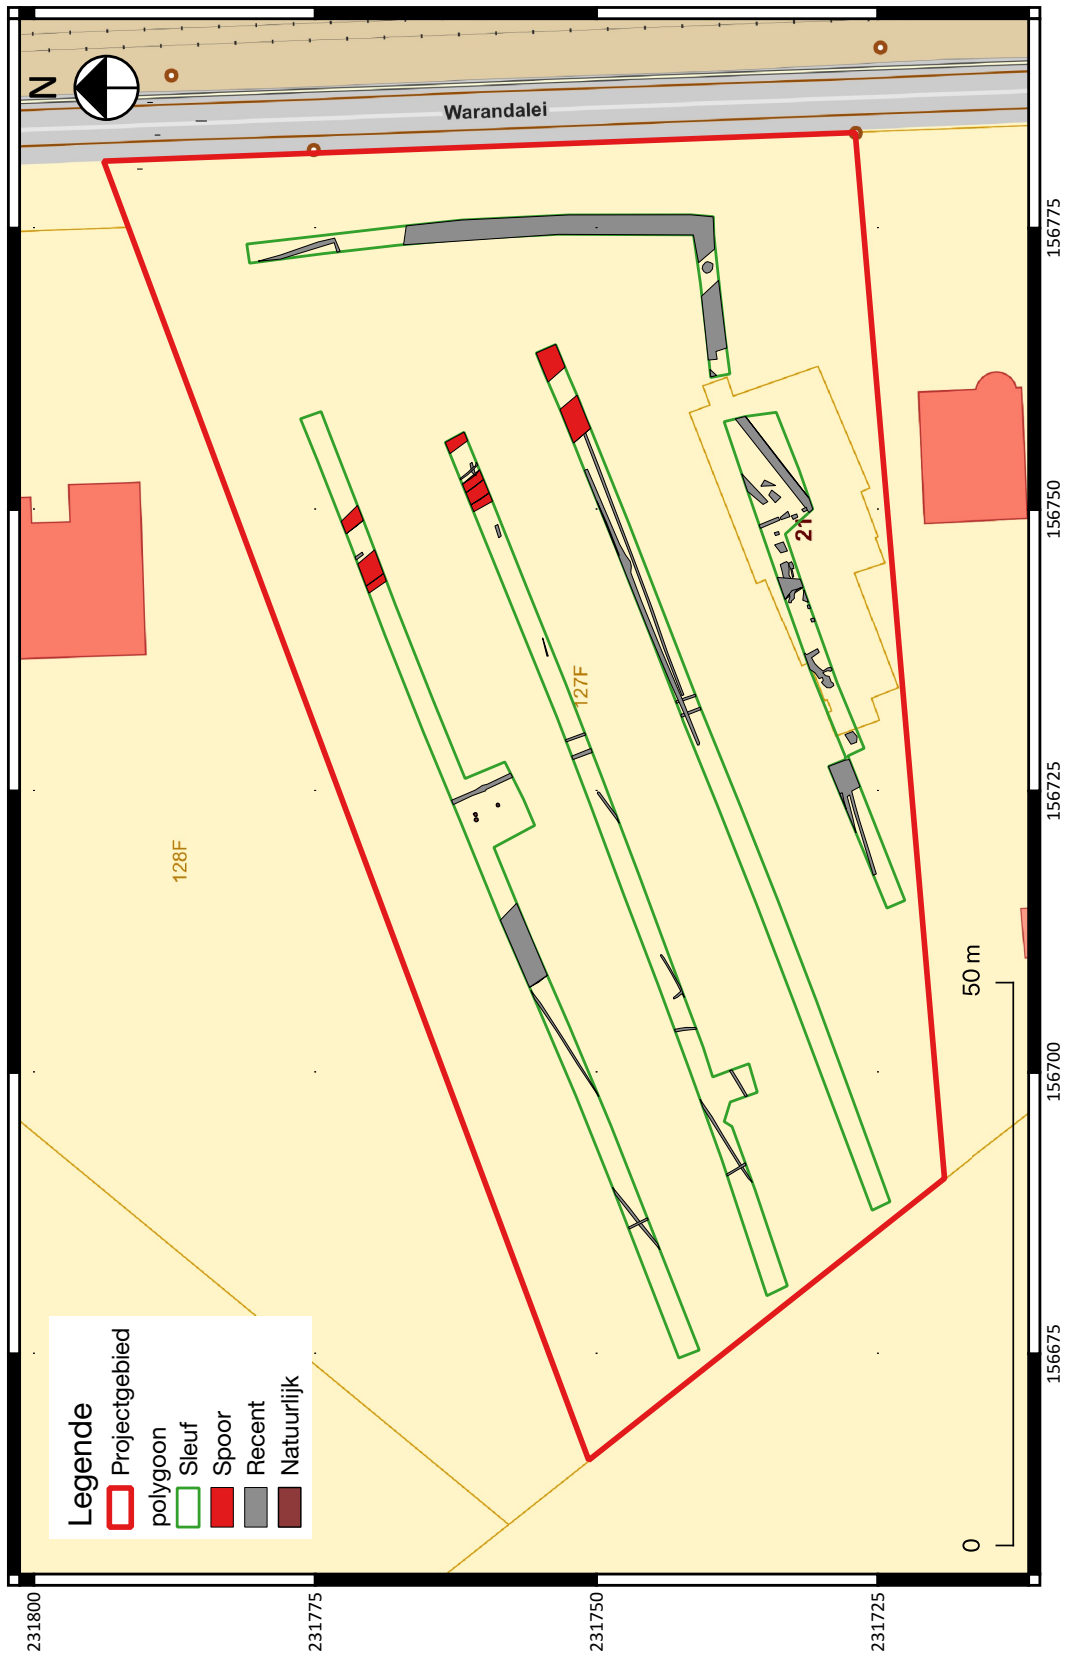 N
Warandalei
128F
127F
21
Legende
Projectgebied
polygoon
Sleuf
Spoor
Recent
Natuurlijk
0
50 m
231800
231775
231750
231725
156675
156700
156725
156750
156775